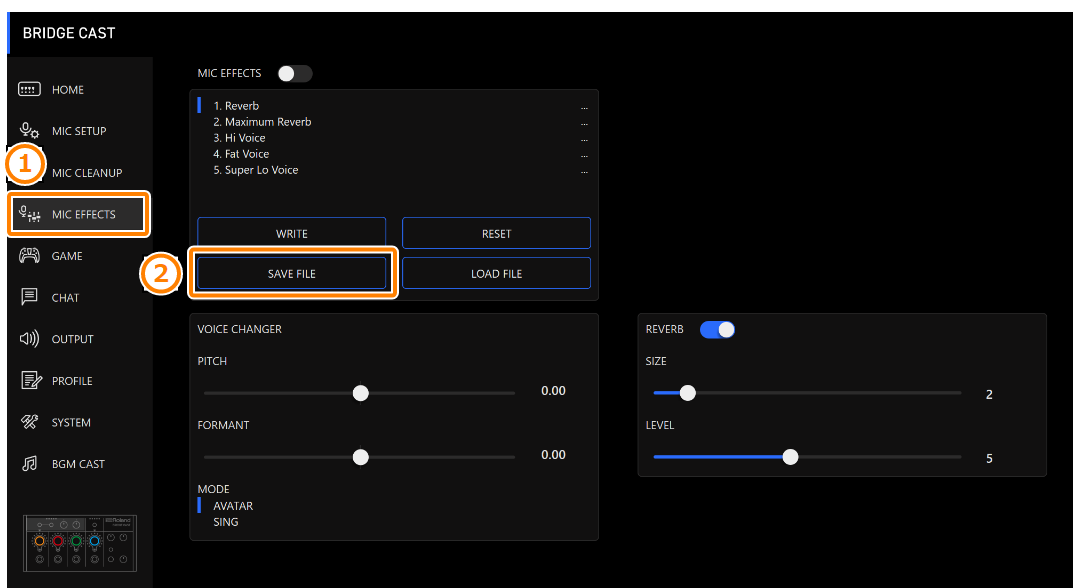 BRIDGE CAST
HOME
MIC SETUP
1
MIC CLEANUP
MIC EFFECTS
GAME
CHAT
OUTPUT
PROFILE
SYSTEM
BGM CAST
Roland
MIC EFFECTS
1. Reverb ...
2. Maximum Reverb ...
3. Hi Voice ...
4. Fat Voice ...
5. Super Lo Voice ...
WRITE RESET
2
SAVE FILE LOAD FILE
VOICE CHANGER
PITCH
0.00
FORMANT
0.00
MODE
AVATAR
SING
REVERB
SIZE
2
LEVEL
5